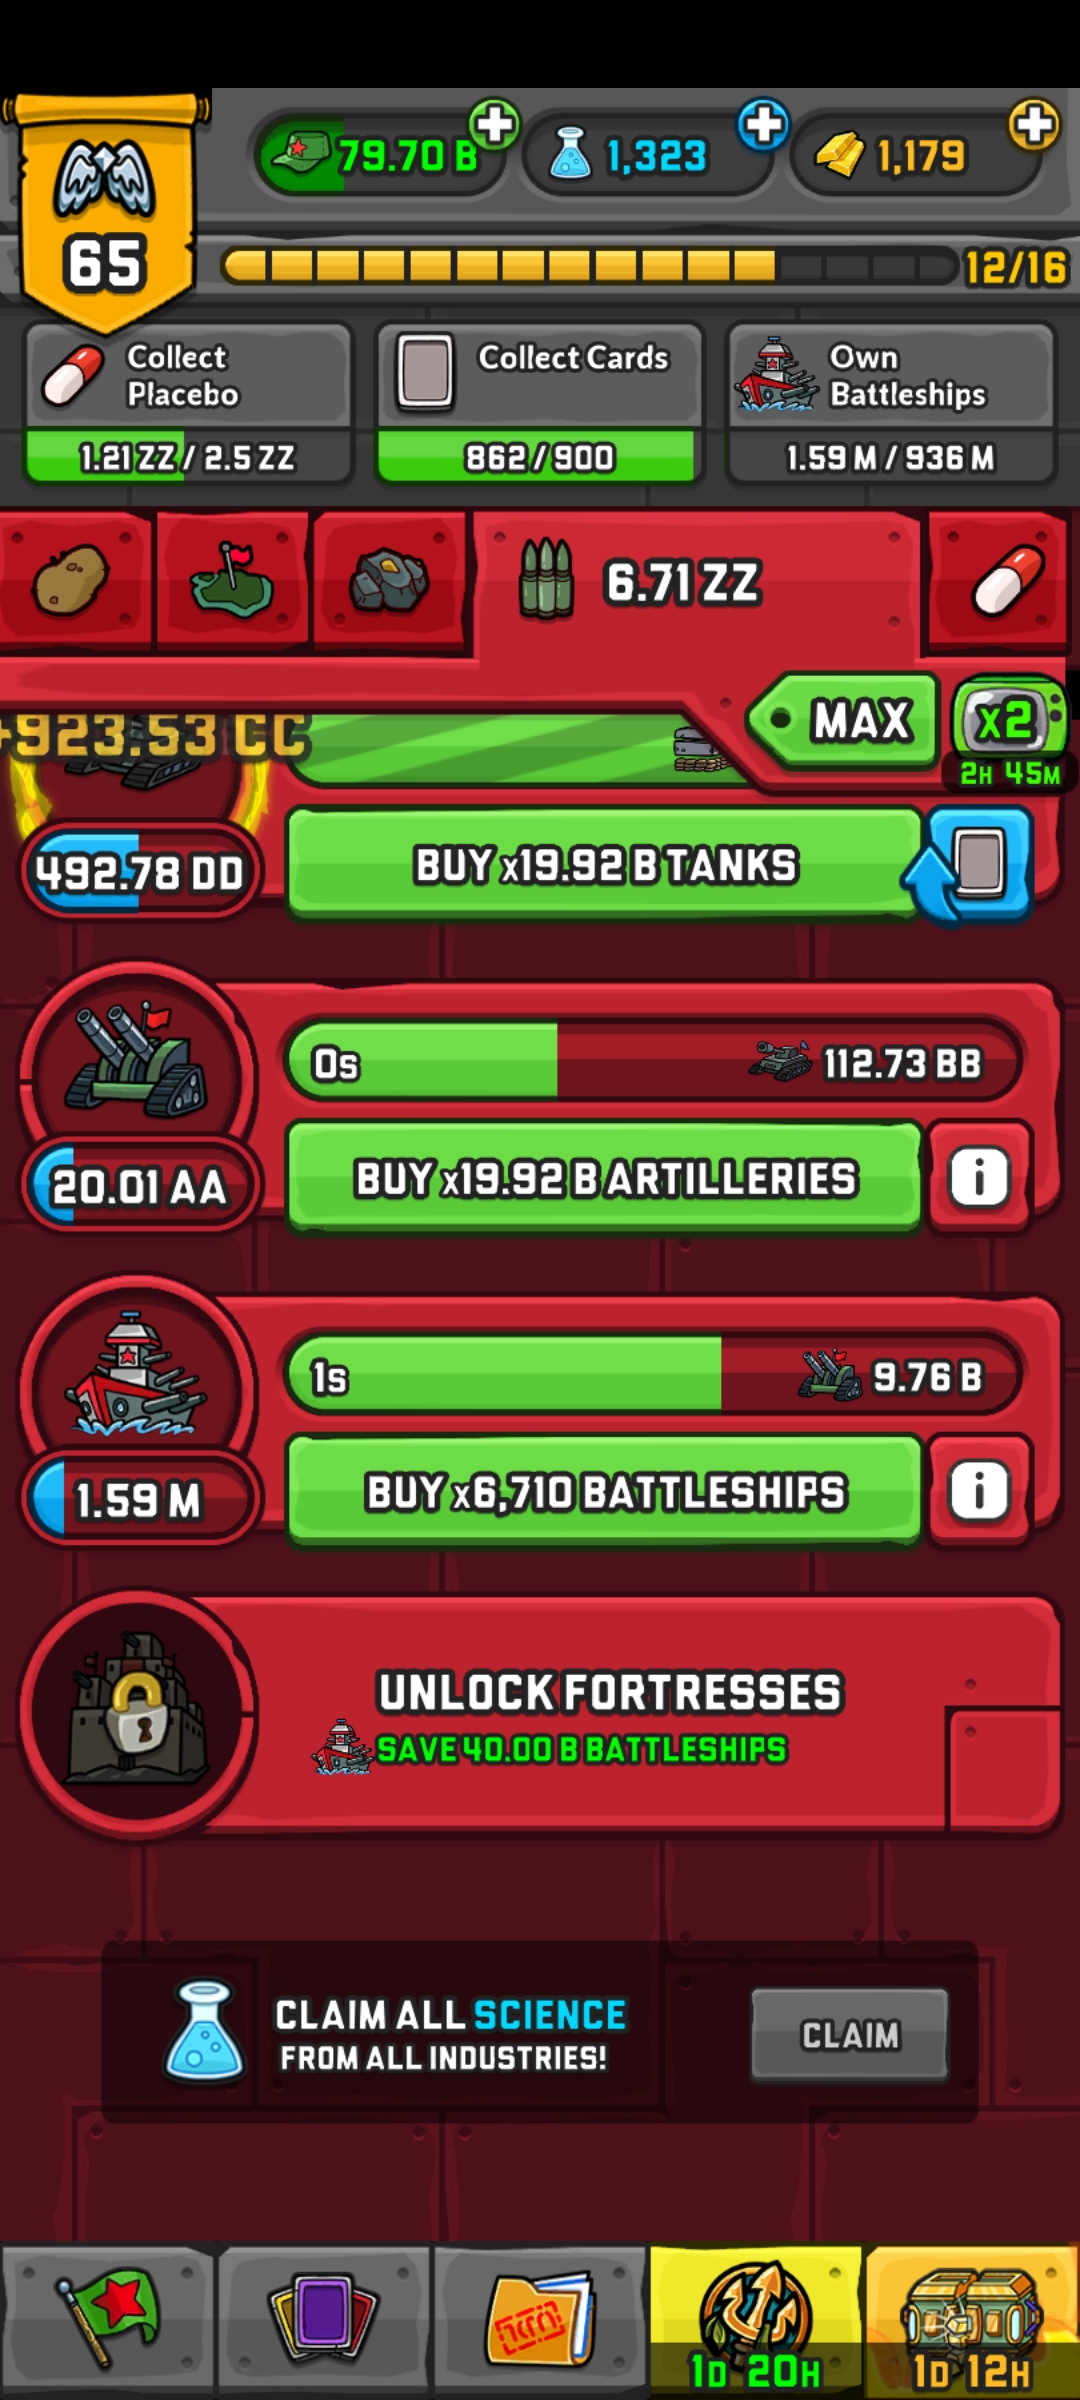 79.70 B
1,323
1,179
65
12/16
Collect
Placebo
Collect Cards
Own
Battleships
1.21 ZZ / 2.5 ZZ
862/900
1.59 M / 936 M
6.71 ZZ
MAX
x2
2H 45M
+923.53 CC
492.78 DD
BUY x19.92 B TANKS
0s
112.73 BB
20.01 AA
BUY x19.92 B ARTILLERIES
i
1s
9.76 B
1.59 M
BUY x6,710 BATTLESHIPS
i
UNLOCK FORTRESSES
SAVE 40.00 B BATTLESHIPS
CLAIM ALL SCIENCE
FROM ALL INDUSTRIES!
CLAIM
1D 20H
1D 12H